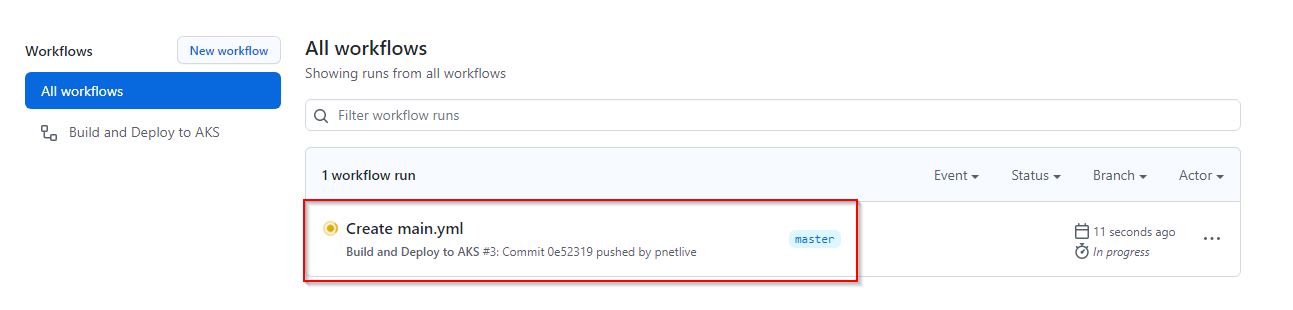 Workflows
New workflow
All workflows
Build and Deploy to AKS
All workflows
Showing runs from all workflows
Filter workflow runs
1 workflow run
Event Status Branch Actor
Create main.yml
Build and Deploy to AKS #3: Commit 0e52319 pushed by pnetlive
master
11 seconds ago
In progress